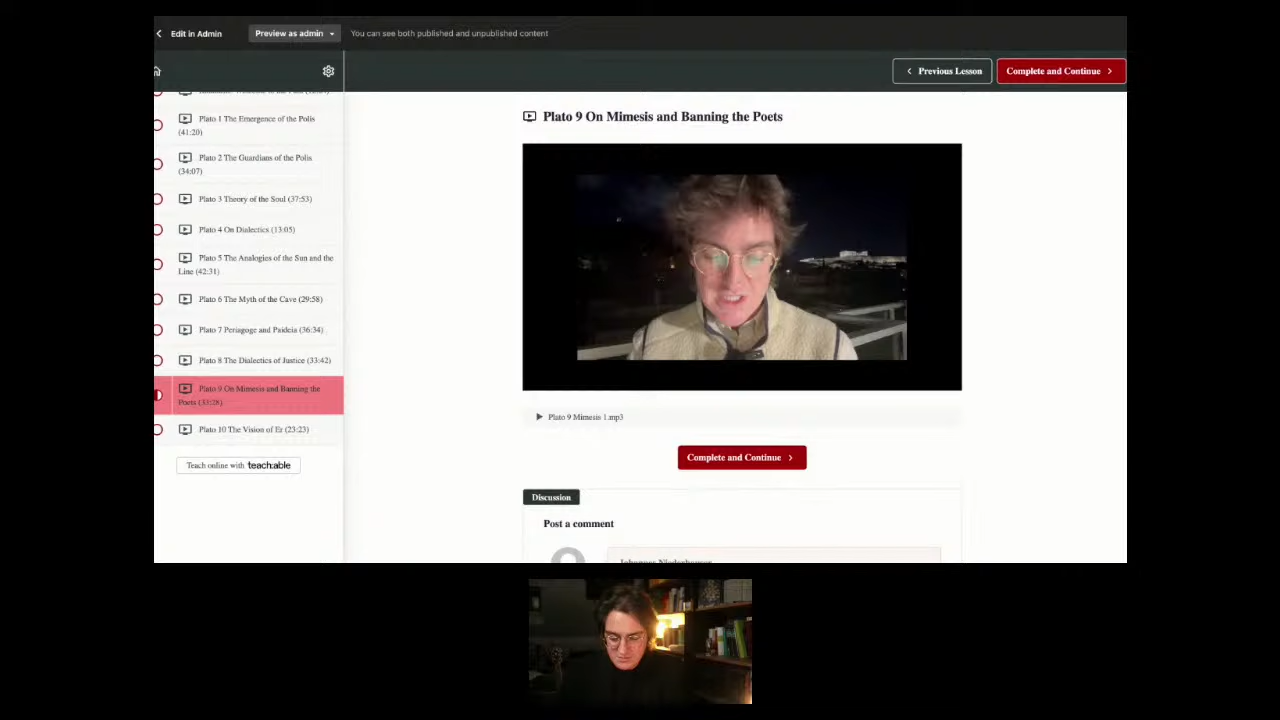 Edit in Admin
Preview as admin
You can see both published and unpublished content
Previous Lesson
Complete and Continue
Plato 1 The Emergence of the Polis
(41:20)
Plato 2 The Guardians of the Polis
(34:07)
Plato 3 Theory of the Soul (37:53)
Plato 4 On Dialectics (13:05)
Plato 5 The Analogies of the Sun and the
Line (42:31)
Plato 6 The Myth of the Cave (29:58)
Plato 7 Periagoge and Paideia (36:34)
Plato 8 The Dialectics of Justice (33:42)
Plato 9 On Mimesis and Banning the
Poets (33:28)
Plato 10 The Vision of Er (23:23)
Teach online with teach:able
Plato 9 On Mimesis and Banning the Poets
Plato 9 Mimesis 1.mp3
Complete and Continue
Discussion
Post a comment